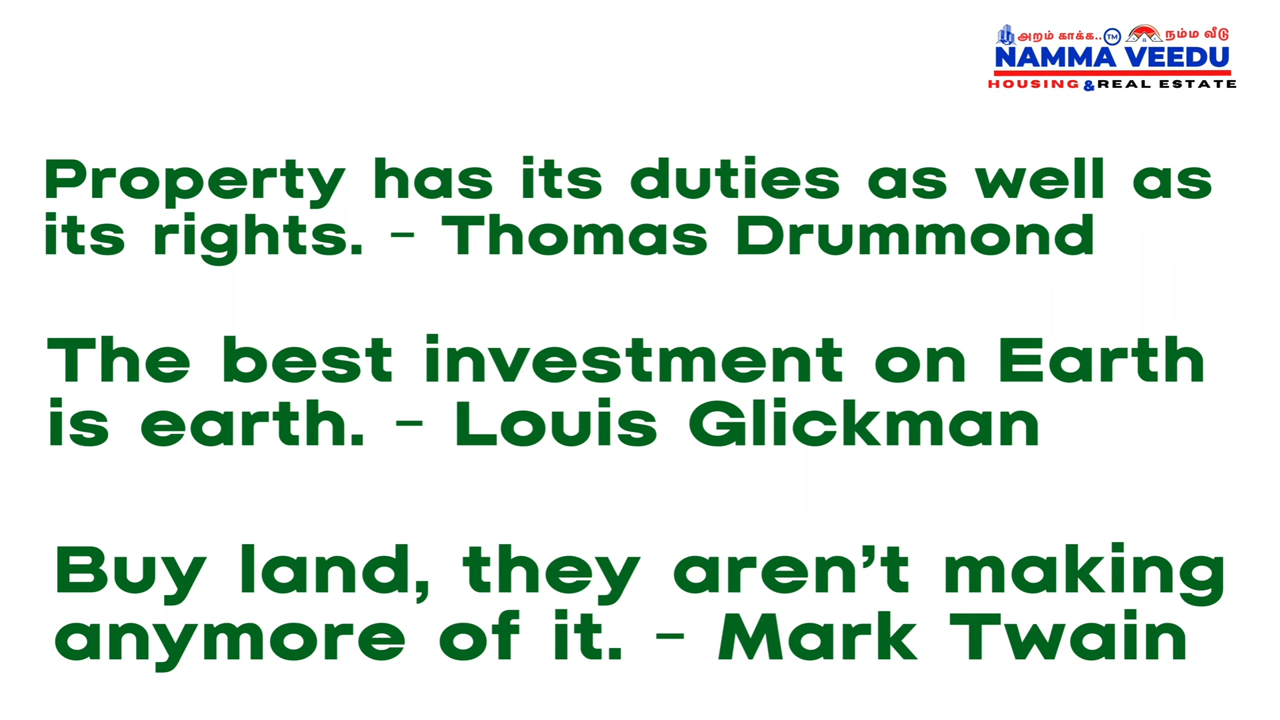 அறம் காக்க.. TM நம்ம வீடு
NAMMA VEEDU
HOUSING & REAL ESTATE
Property has its duties as well as
its rights. - Thomas Drummond
The best investment on Earth
is earth. - Louis Glickman
Buy land, they aren’t making
anymore of it. - Mark Twain